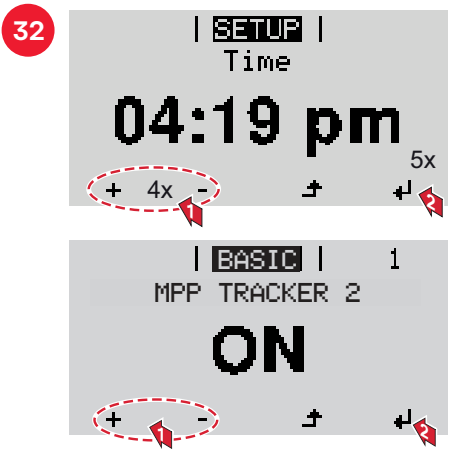 32
| SETUP |
Time
04:19 pm
5x
+ 4x -
1
2
| BASIC | 1
MPP TRACKER 2
ON
+ -
1
2